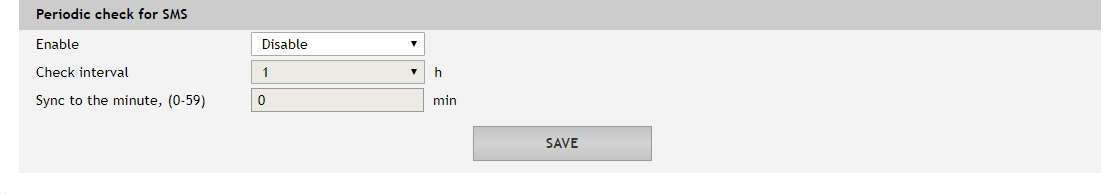 Periodic check for SMS
Enable Disable
Check interval 1 h
Sync to the minute, (0-59) 0 min
SAVE